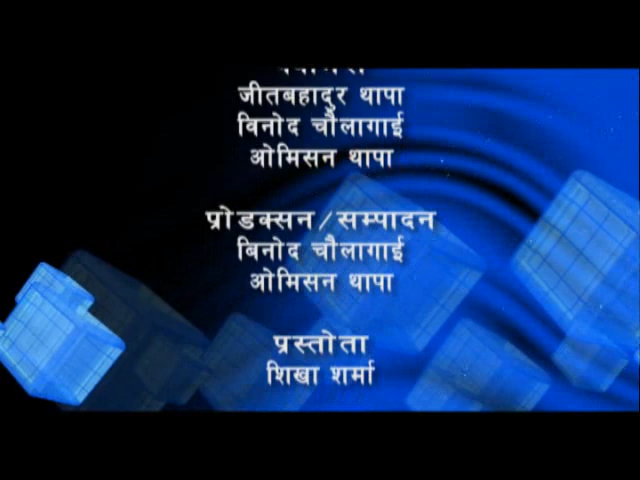 जीतबहादुर थापा
विनोद चौलागाई
ओमिसन थापा
प्रोडक्सन/सम्पादन
बिनोद चौलागाई
ओमिसन थापा
प्रस्तोता
शिखा शर्मा